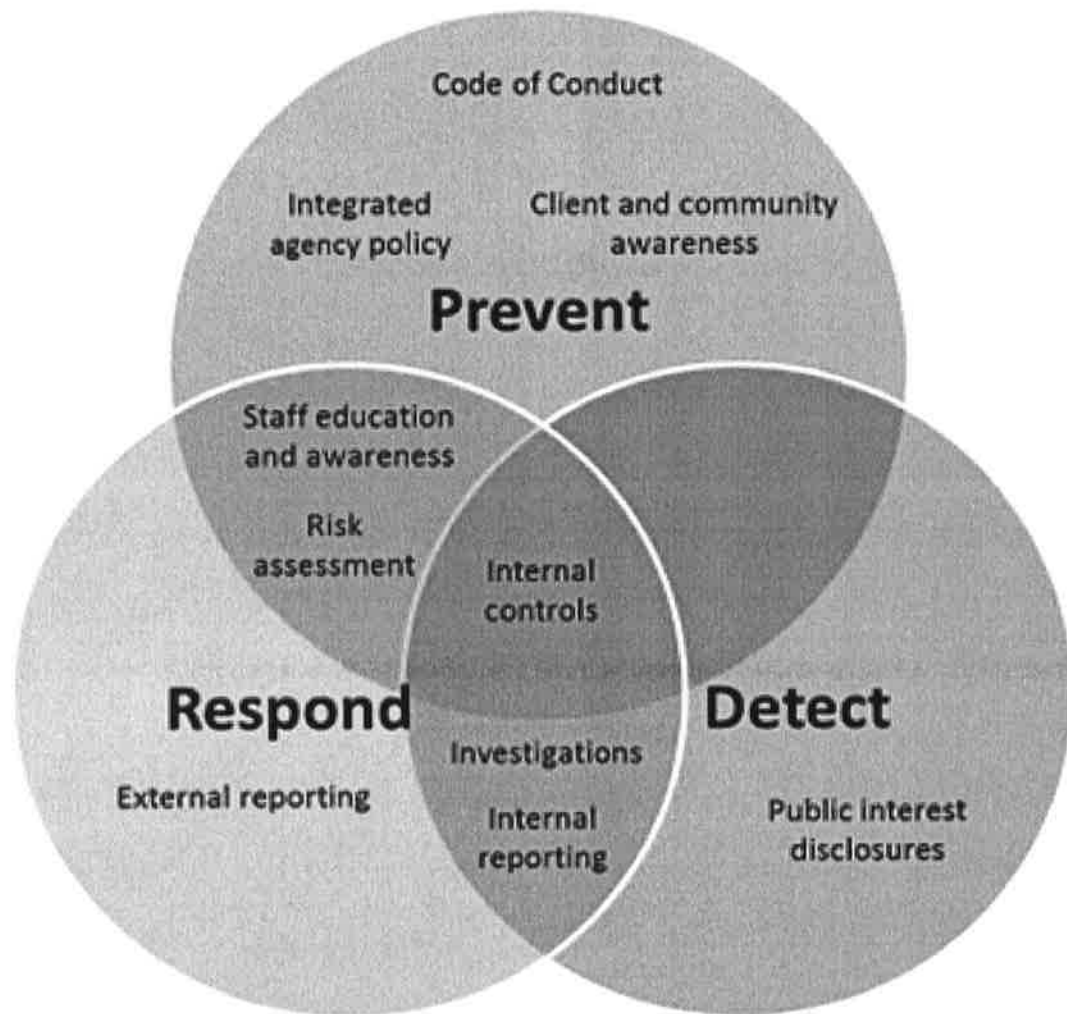 Code of Conduct
Integrated
agency policy
Client and community
awareness
Prevent
Staff education
and awareness
Risk
assessment
Internal
controls
Respond
Detect
External reporting
Investigations
Internal
reporting
Public interest
disclosures